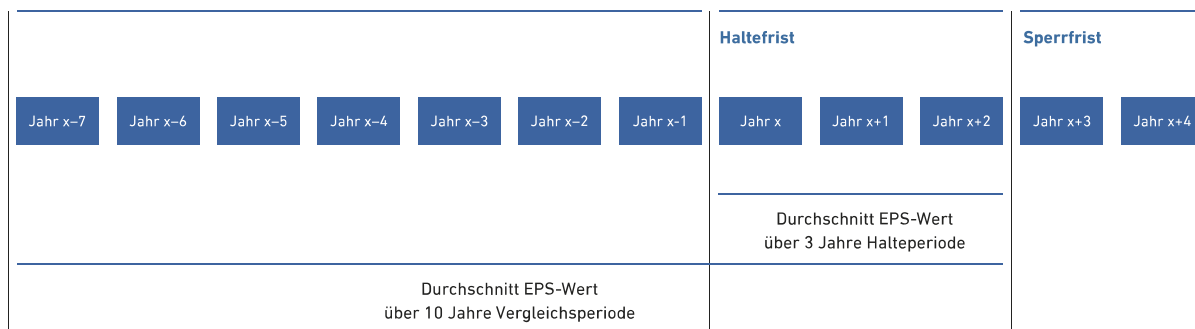 Haltefrist
Sperrfrist
Jahr x–7
Jahr x–6
Jahr x–5
Jahr x–4
Jahr x–3
Jahr x–2
Jahr x-1
Jahr x
Jahr x+1
Jahr x+2
Jahr x+3
Jahr x+4
Durchschnitt EPS-Wert
über 3 Jahre Halteperiode
Durchschnitt EPS-Wert
über 10 Jahre Vergleichsperiode